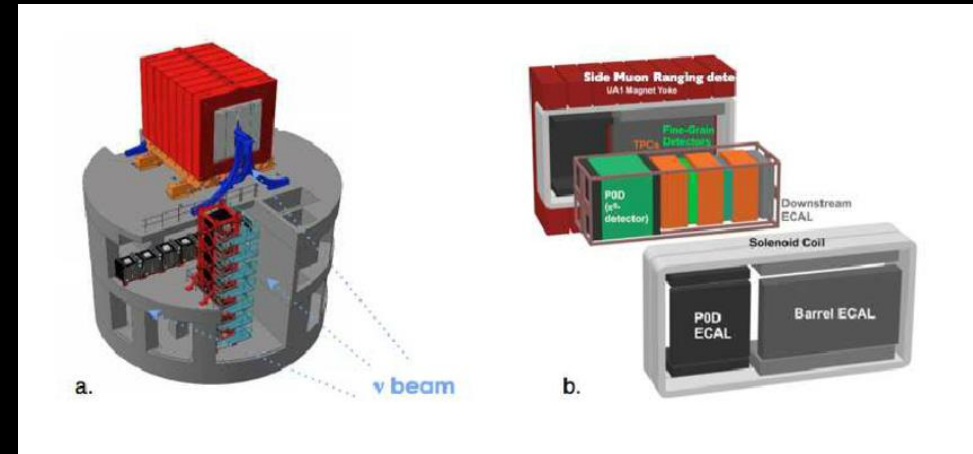 Side Muon Ranging dete
UA1 Magnet Yoke
Fine-Grain
TPCs Detectors
P0D
(π⁰-
detector)
Downstream
ECAL
Solenoid Coil
P0D
ECAL
Barrel ECAL
a.
ν beam
b.